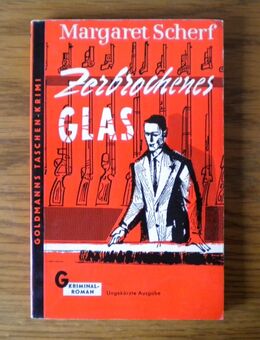 Margaret Scherf
Zerbrochenes
GLAS
GOLDMANNS TASCHEN-KRIMI
G
KRIMINAL-
ROMAN
Ungekürzte Ausgabe